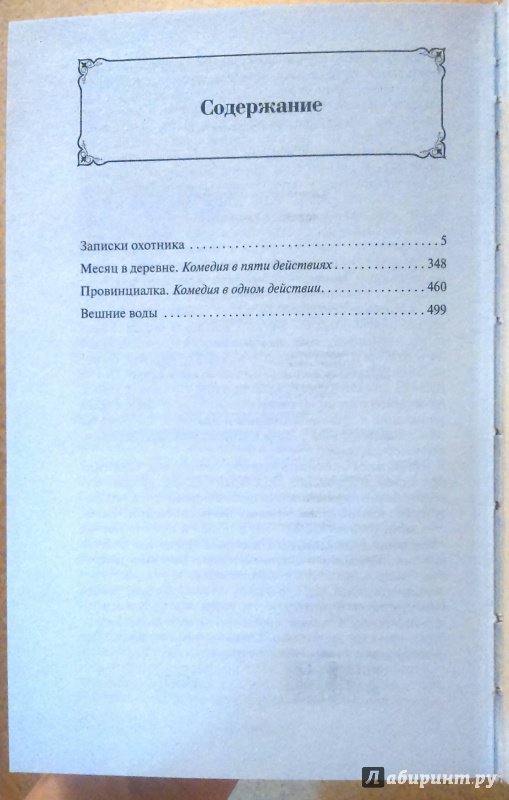 Содержание
Записки охотника . . . . . . . . . . . . . . . . . . . . . . . . . . . . . . . . . . . . . . . 5
Месяц в деревне. Комедия в пяти действиях . . . . . . . . . . . . . . 348
Провинциалка. Комедия в одном действии. . . . . . . . . . . . . . . . 460
Вешние воды . . . . . . . . . . . . . . . . . . . . . . . . . . . . . . . . . . . . . . . . 499
Лабиринт.ру